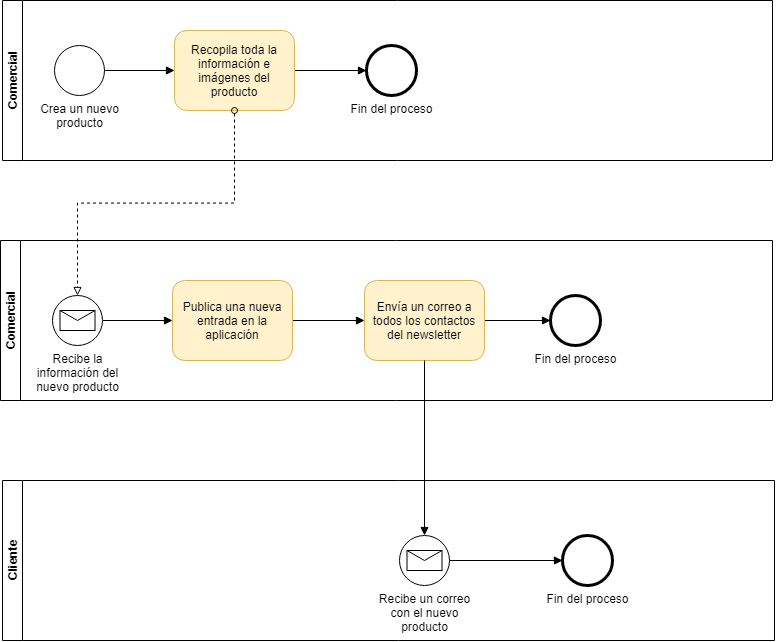 Comercial
Crea un nuevo
producto
Recopila toda la
información e
imágenes del
producto
Fin del proceso
Comercial
Recibe la
información del
nuevo producto
Publica una nueva
entrada en la
aplicación
Envía un correo a
todos los contactos
del newsletter
Fin del proceso
Cliente
Recibe un correo
con el nuevo
producto
Fin del proceso